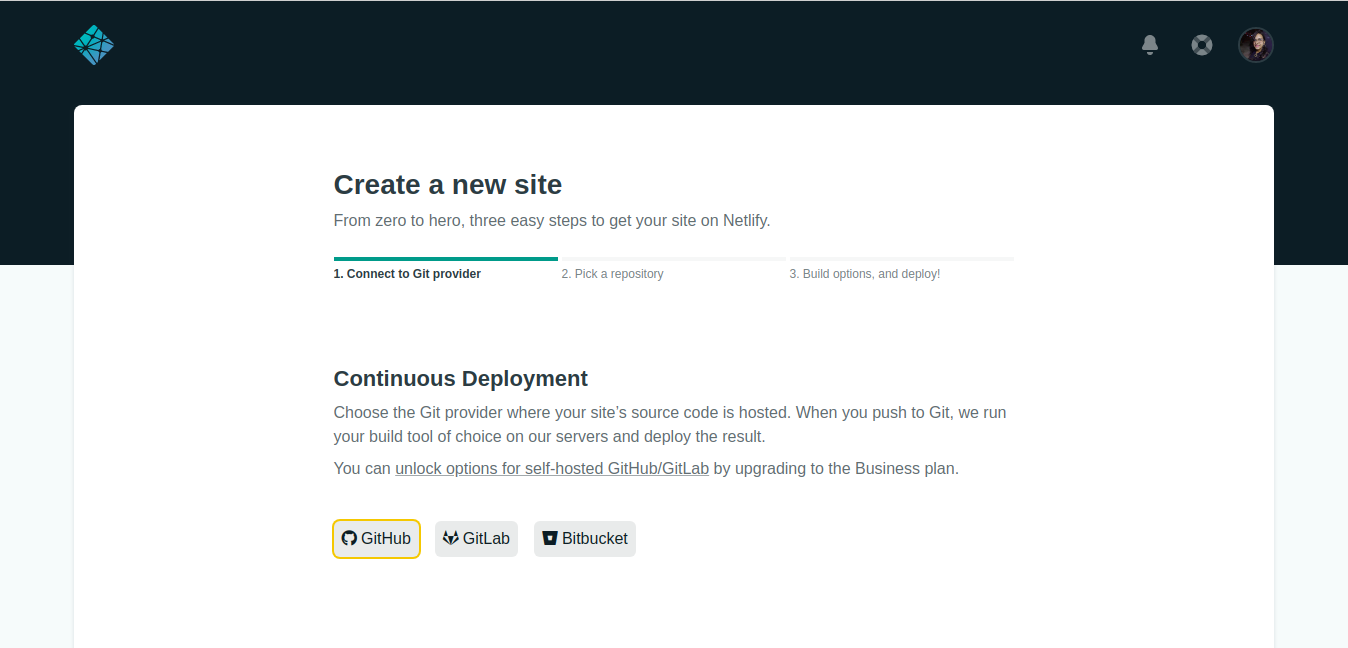 Create a new site
From zero to hero, three easy steps to get your site on Netlify.
1. Connect to Git provider
2. Pick a repository
3. Build options, and deploy!
Continuous Deployment
Choose the Git provider where your site’s source code is hosted. When you push to Git, we run
your build tool of choice on our servers and deploy the result.
You can unlock options for self-hosted GitHub/GitLab by upgrading to the Business plan.
GitHub
GitLab
Bitbucket